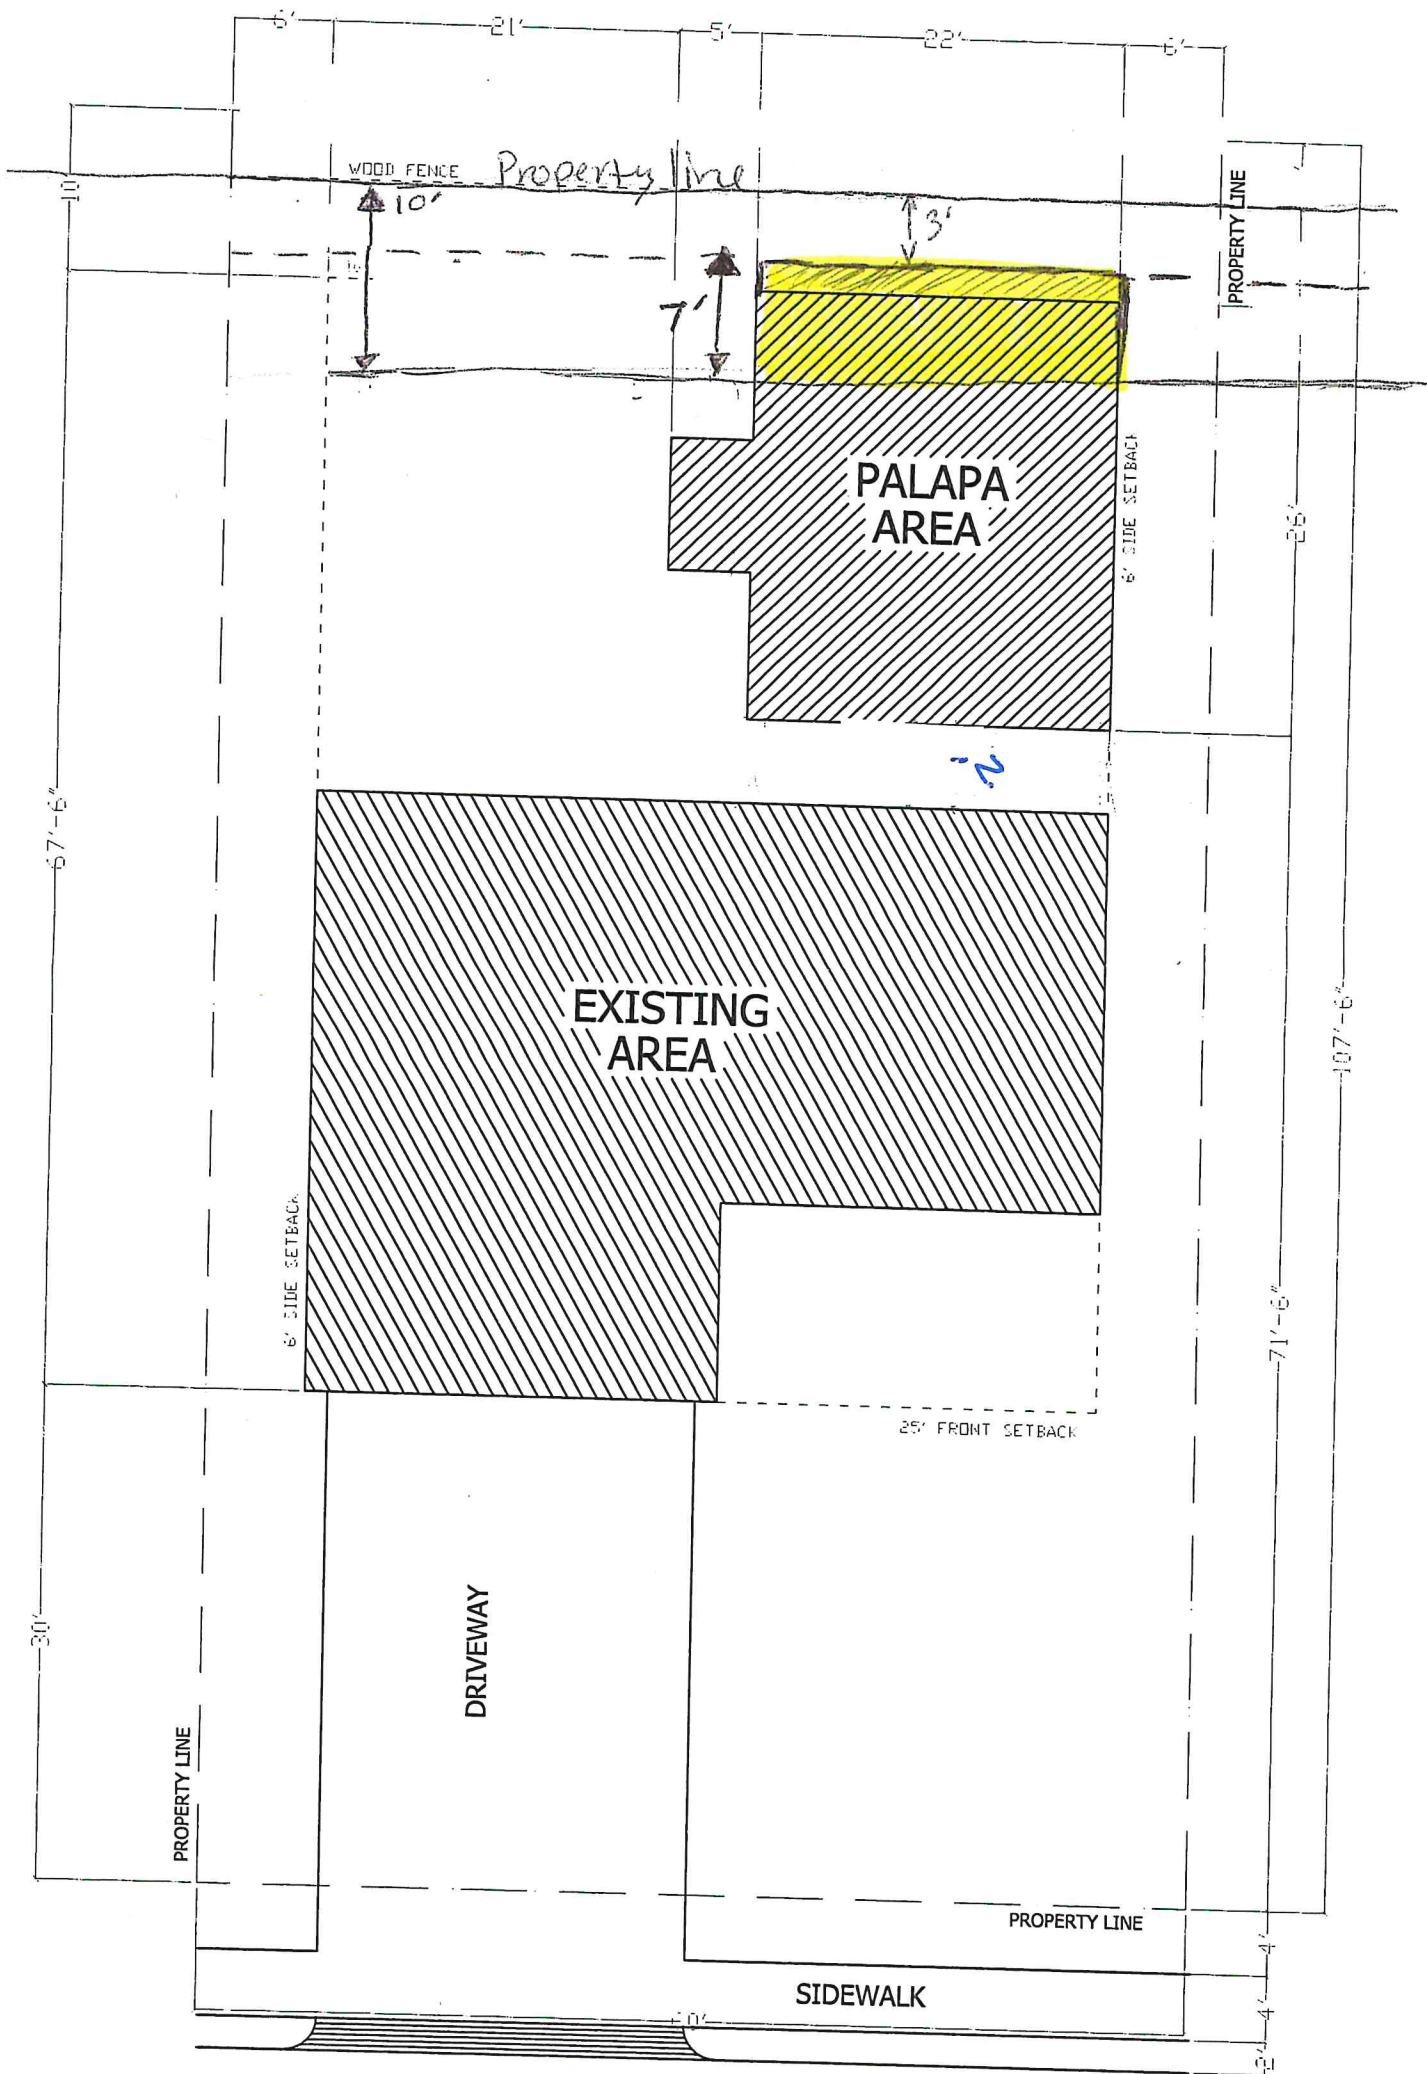 6' 21' 5' 22' 6'
WOOD FENCE Property line
10'
10'
3'
PROPERTY LINE
7'
PALAPA
AREA
6' SIDE SETBACK
26'
67'-6"
EXISTING
AREA
107'-6"
6' SIDE SETBACK
71'-6"
25' FRONT SETBACK
30'
DRIVEWAY
PROPERTY LINE
PROPERTY LINE
4'
SIDEWALK
4'
2'